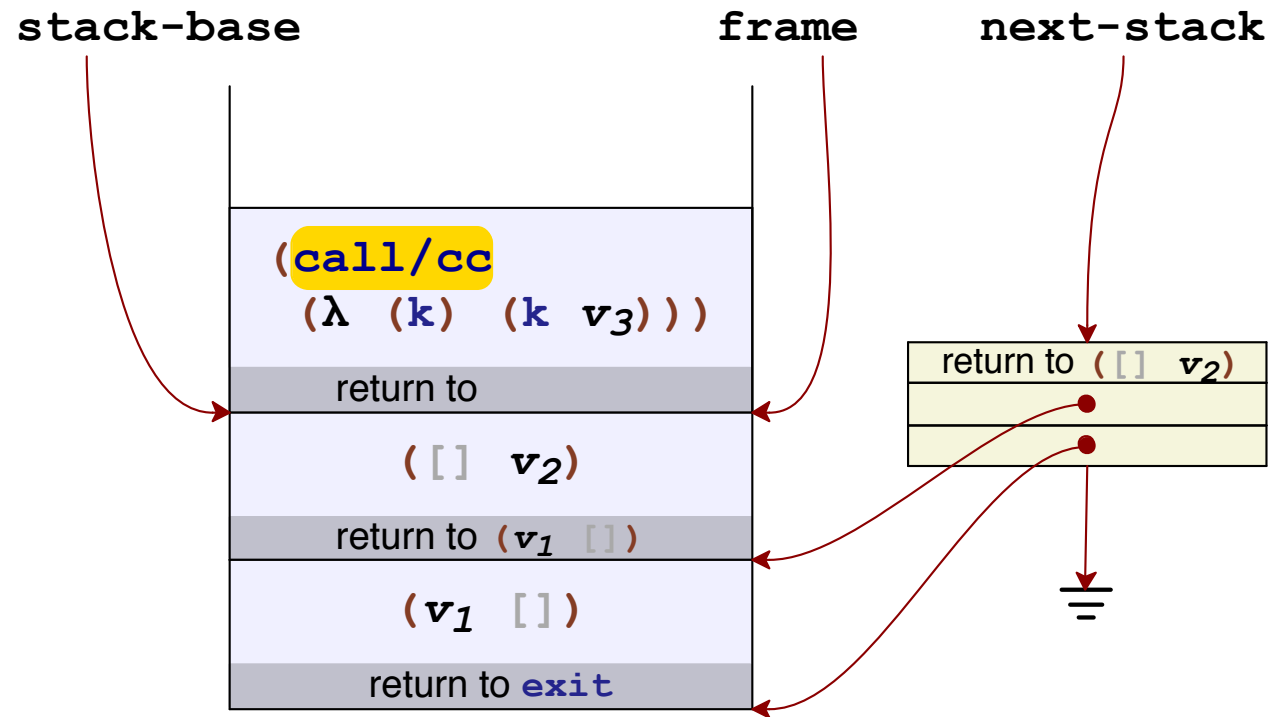 stack-base frame next-stack
(call/cc
(λ (k) (k v3)))
return to
return to ([] v2)
([] v2)
return to (v1 [])
(v1 [])
return to exit